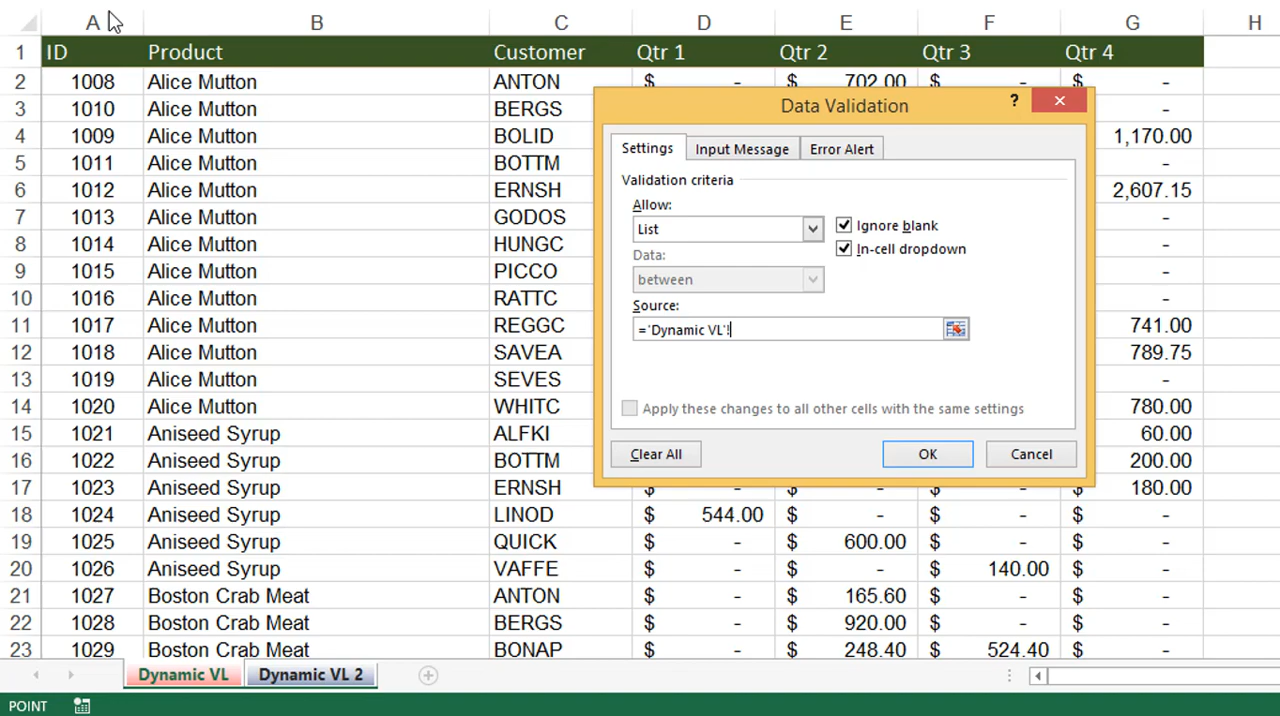 A B C D E F G H
1 ID Product Customer Qtr 1 Qtr 2 Qtr 3 Qtr 4
2 1008 Alice Mutton ANTON $ - $ 702.00 $ - $ -
3 1010 Alice Mutton BERGS -
4 1009 Alice Mutton BOLID 1,170.00
5 1011 Alice Mutton BOTTM -
6 1012 Alice Mutton ERNSH 2,607.15
7 1013 Alice Mutton GODOS -
8 1014 Alice Mutton HUNGC -
9 1015 Alice Mutton PICCO -
10 1016 Alice Mutton RATTC -
11 1017 Alice Mutton REGGC 741.00
12 1018 Alice Mutton SAVEA 789.75
13 1019 Alice Mutton SEVES -
14 1020 Alice Mutton WHITC 780.00
15 1021 Aniseed Syrup ALFKI 60.00
16 1022 Aniseed Syrup BOTTM 200.00
17 1023 Aniseed Syrup ERNSH $ - $ - $ - $ 180.00
18 1024 Aniseed Syrup LINOD $ 544.00 $ - $ - $ -
19 1025 Aniseed Syrup QUICK $ - $ 600.00 $ - $ -
20 1026 Aniseed Syrup VAFFE $ - $ - $ 140.00 $ -
21 1027 Boston Crab Meat ANTON $ - $ 165.60 $ - $ -
22 1028 Boston Crab Meat BERGS $ - $ 920.00 $ - $ -
23 1029 Boston Crab Meat BONAP $ - $ 248.40 $ 524.40 $ -
Data Validation ?
Settings Input Message Error Alert
Validation criteria
Allow:
List Ignore blank
Data: In-cell dropdown
between
Source:
='Dynamic VL'!
Apply these changes to all other cells with the same settings
Clear All OK Cancel
Dynamic VL Dynamic VL 2
POINT